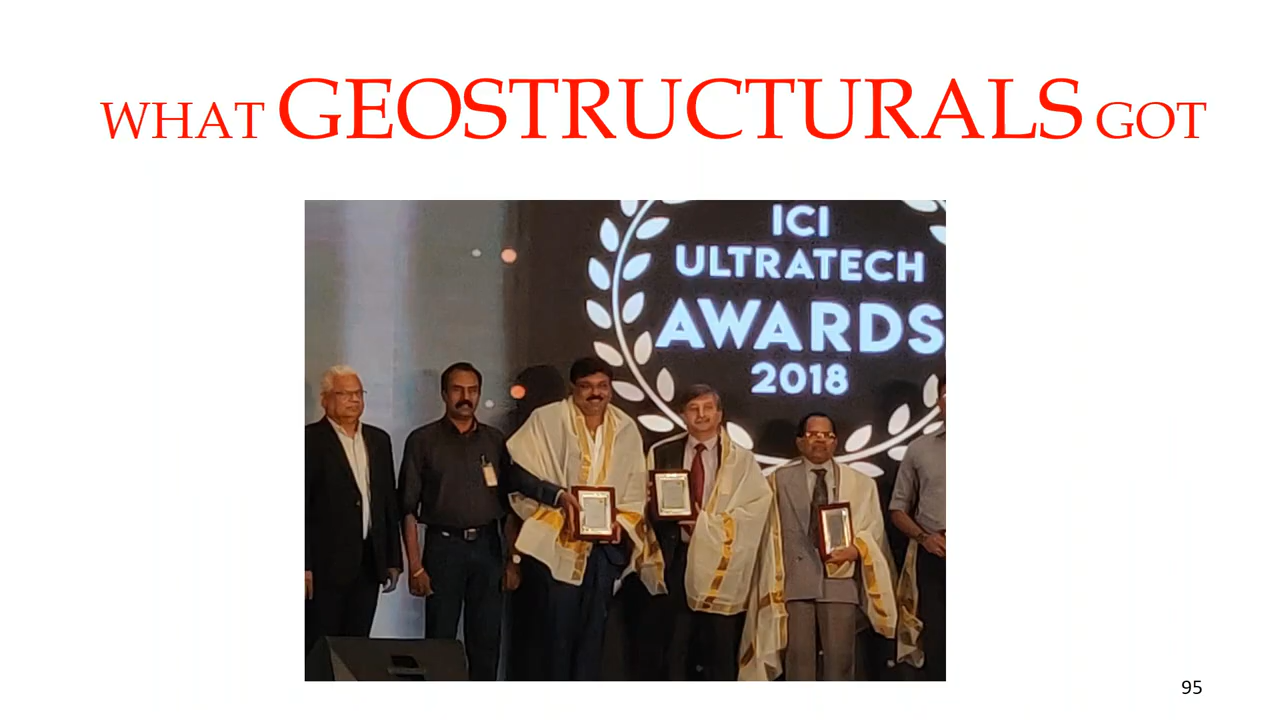 WHAT GEOSTRUCTURALS GOT
ICI
ULTRATECH
AWARDS
2018
95